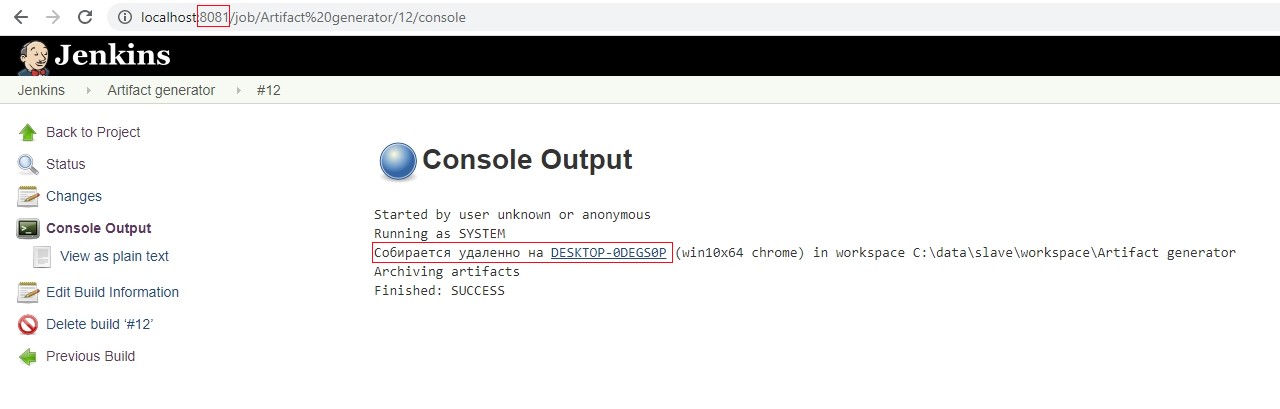 localhost:8081/job/Artifact%20generator/12/console
Jenkins
Jenkins Artifact generator #12
Back to Project
Status
Changes
Console Output
View as plain text
Edit Build Information
Delete build ‘#12’
Previous Build
Console Output
Started by user unknown or anonymous
Running as SYSTEM
Собирается удаленно на DESKTOP-0DEGS0P (win10x64 chrome) in workspace C:\data\slave\workspace\Artifact generator
Archiving artifacts
Finished: SUCCESS